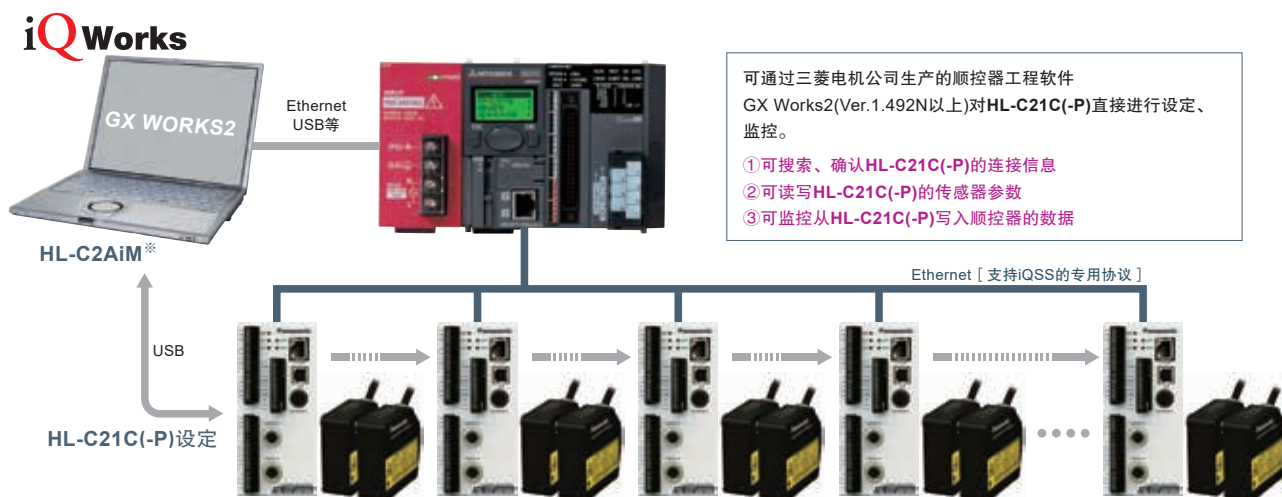 iQ Works
GX WORKS2
HL-C2AiM※
Ethernet
USB等
MITSUBISHI
可通过三菱电机公司生产的顺控器工程软件
GX Works2(Ver.1.492N以上)对HL-C21C(-P)直接进行设定、
监控。
①可搜索、确认HL-C21C(-P)的连接信息
②可读写HL-C21C(-P)的传感器参数
③可监控从HL-C21C(-P)写入顺控器的数据
Ethernet [ 支持iQSS的专用协议 ]
USB
HL-C21C(-P)设定